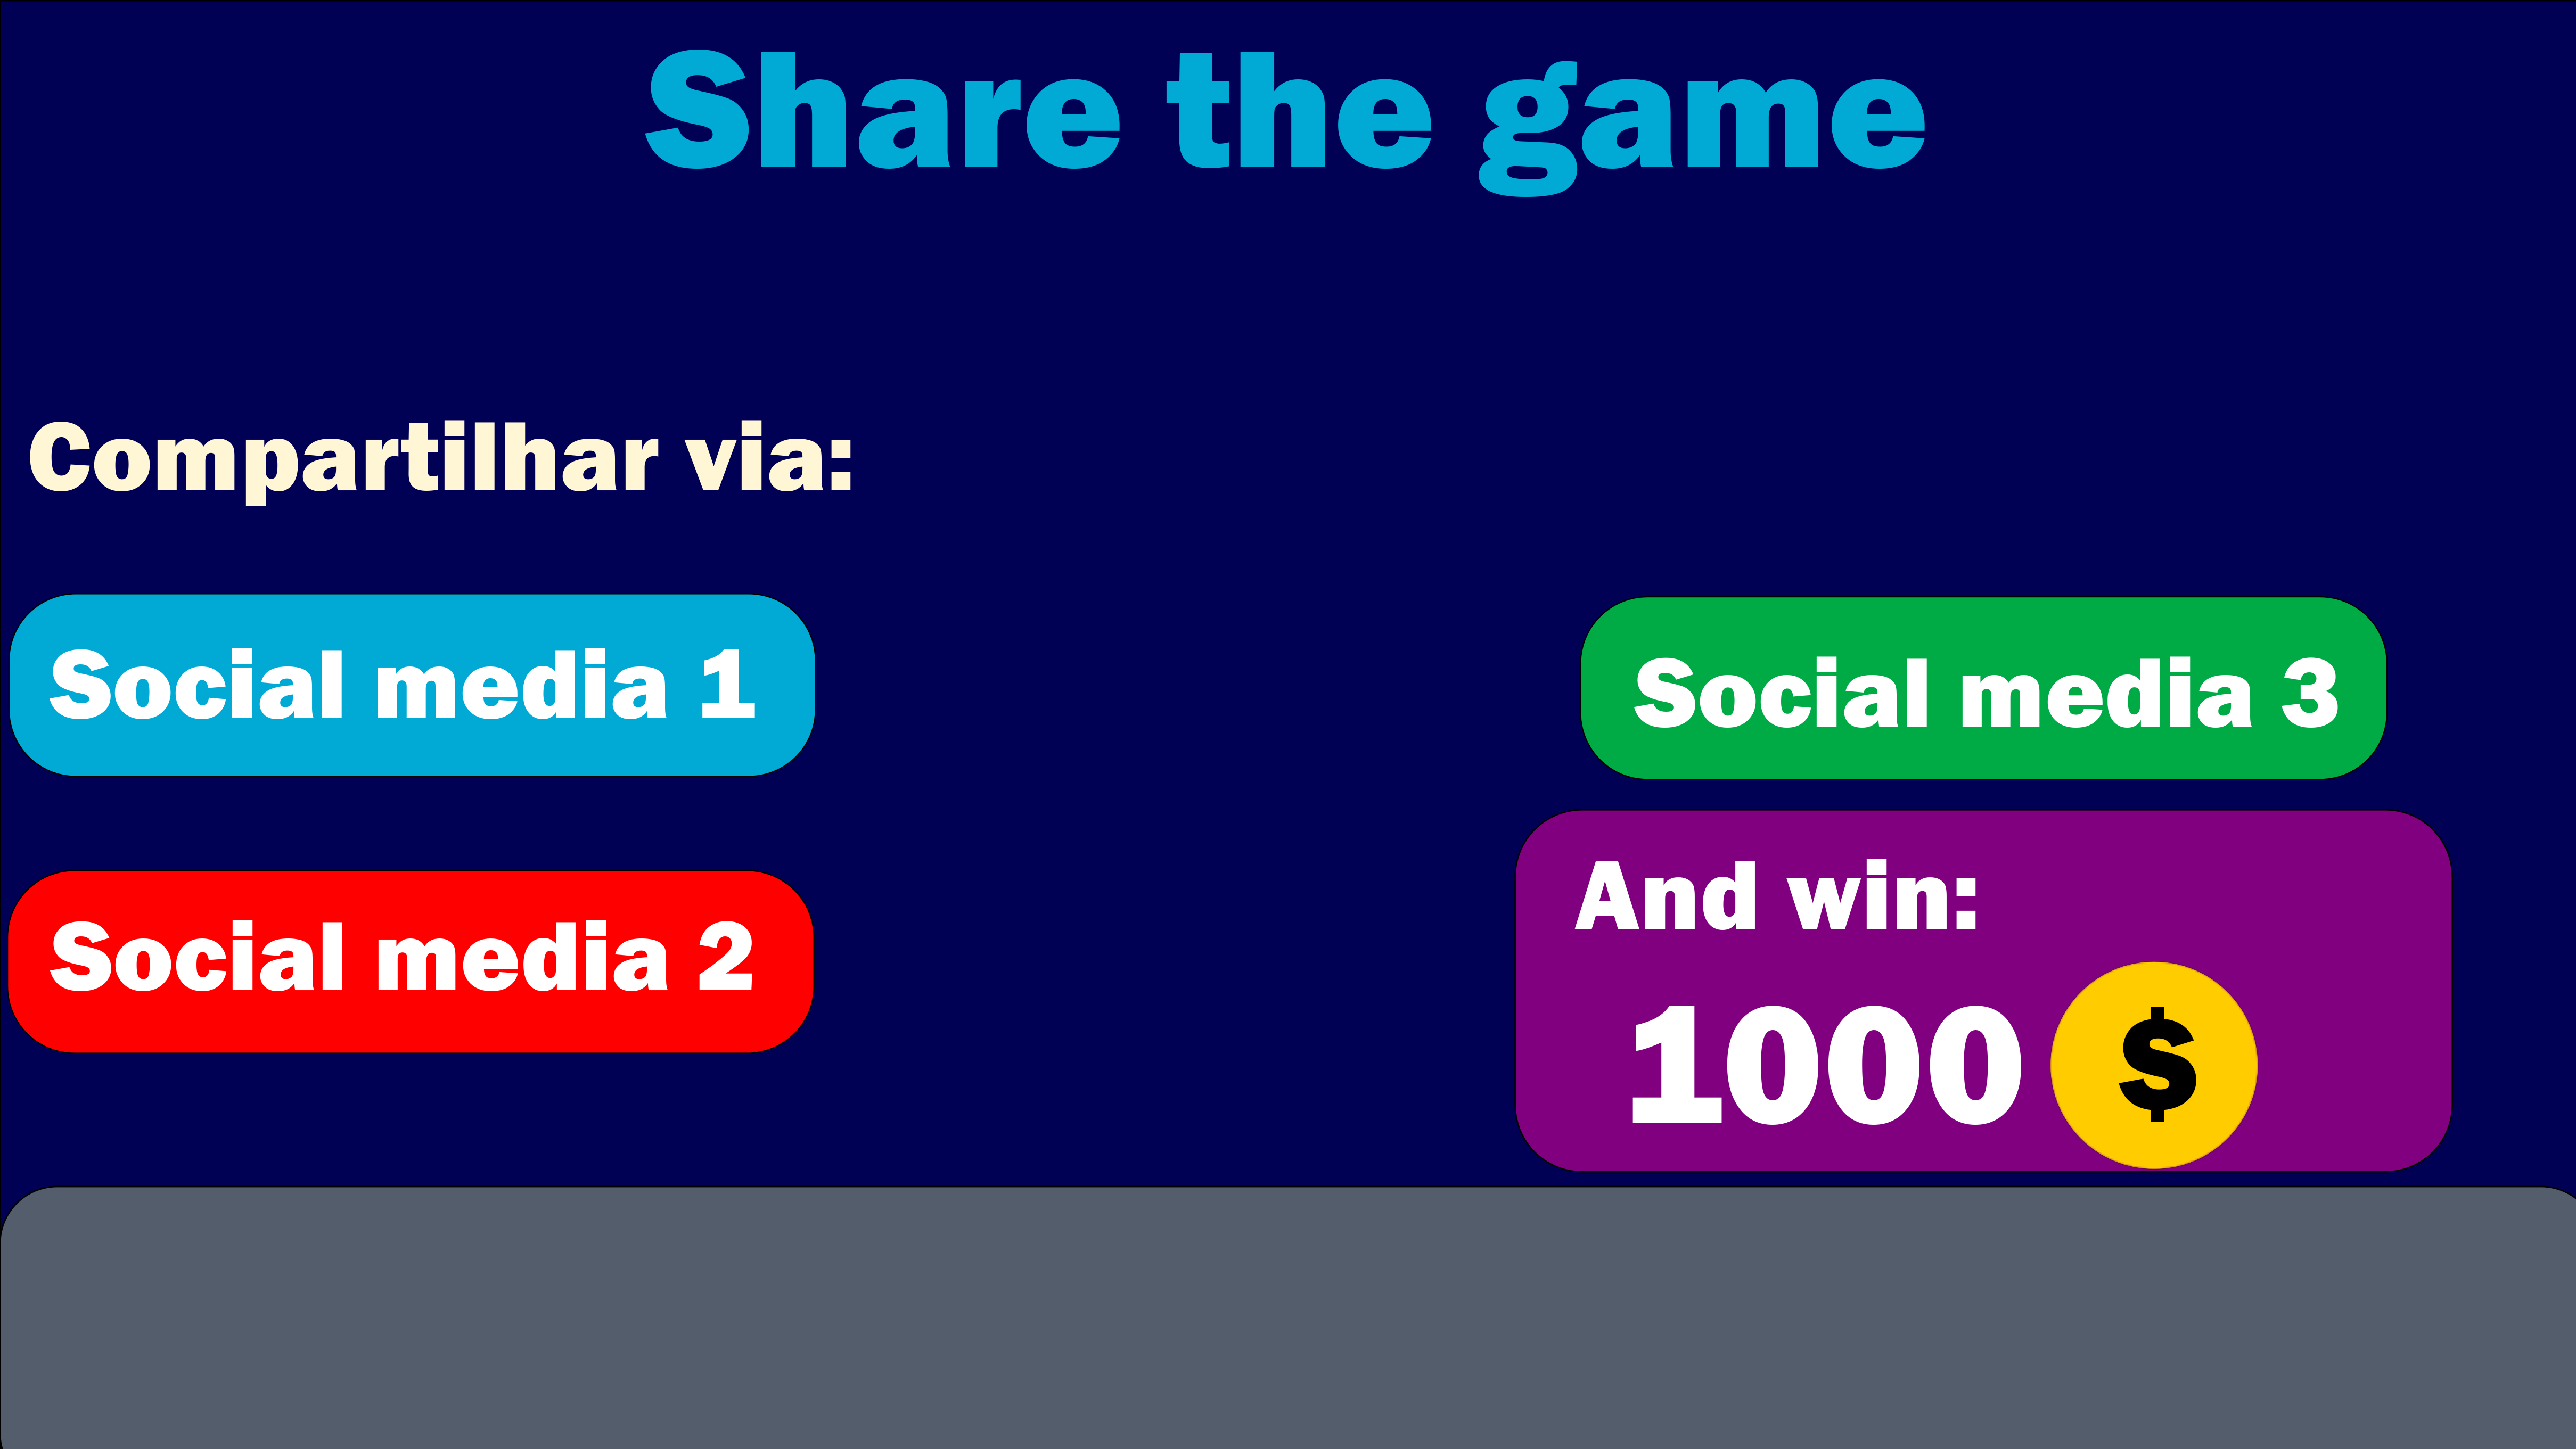 Share the game
Compartilhar via:
Social media 1
Social media 3
Social media 2
And win:
1000 $